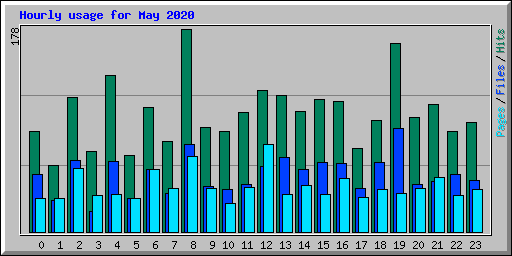 Hourly usage for May 2020
178
Pages/Files/Hits
0 1 2 3 4 5 6 7 8 9 10 11 12 13 14 15 16 17 18 19 20 21 22 23